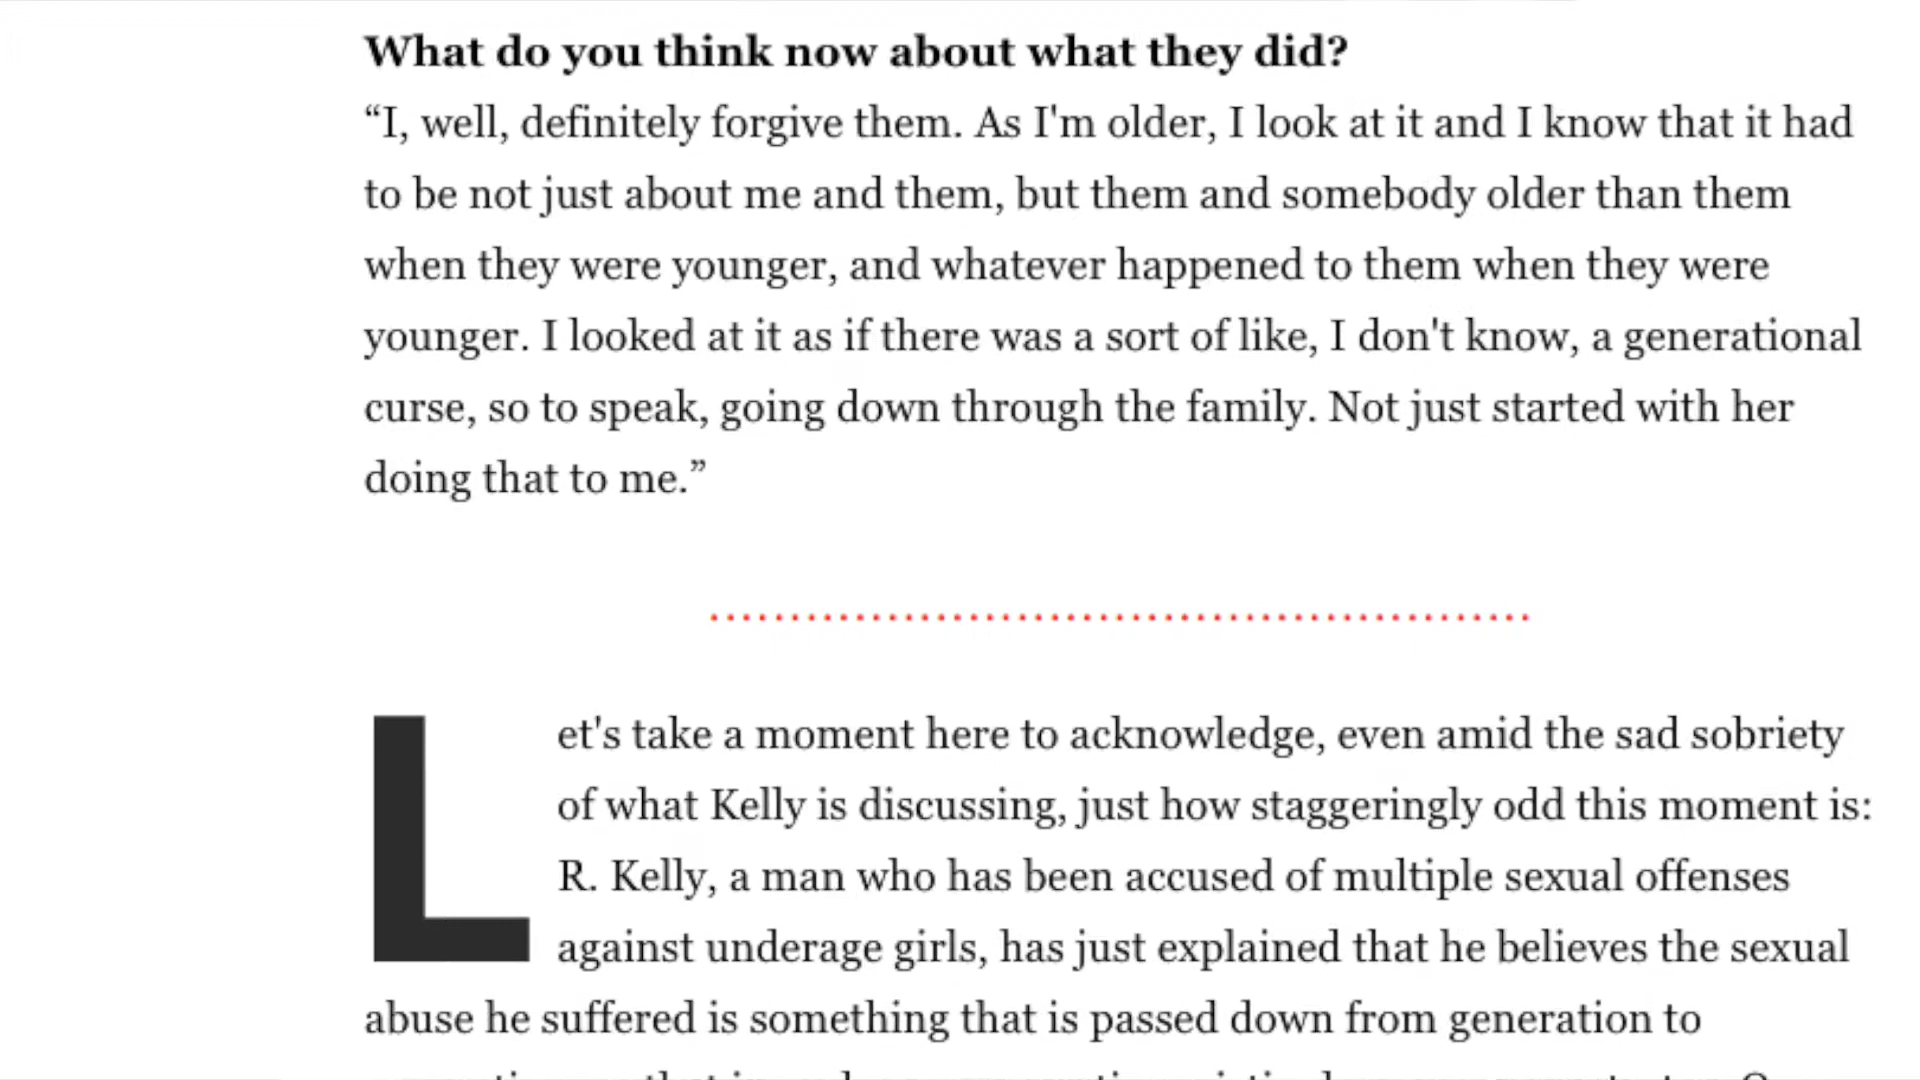 What do you think now about what they did?
“I, well, definitely forgive them. As I'm older, I look at it and I know that it had
to be not just about me and them, but them and somebody older than them
when they were younger, and whatever happened to them when they were
younger. I looked at it as if there was a sort of like, I don't know, a generational
curse, so to speak, going down through the family. Not just started with her
doing that to me.”
Let's take a moment here to acknowledge, even amid the sad sobriety
of what Kelly is discussing, just how staggeringly odd this moment is:
R. Kelly, a man who has been accused of multiple sexual offenses
against underage girls, has just explained that he believes the sexual
abuse he suffered is something that is passed down from generation to